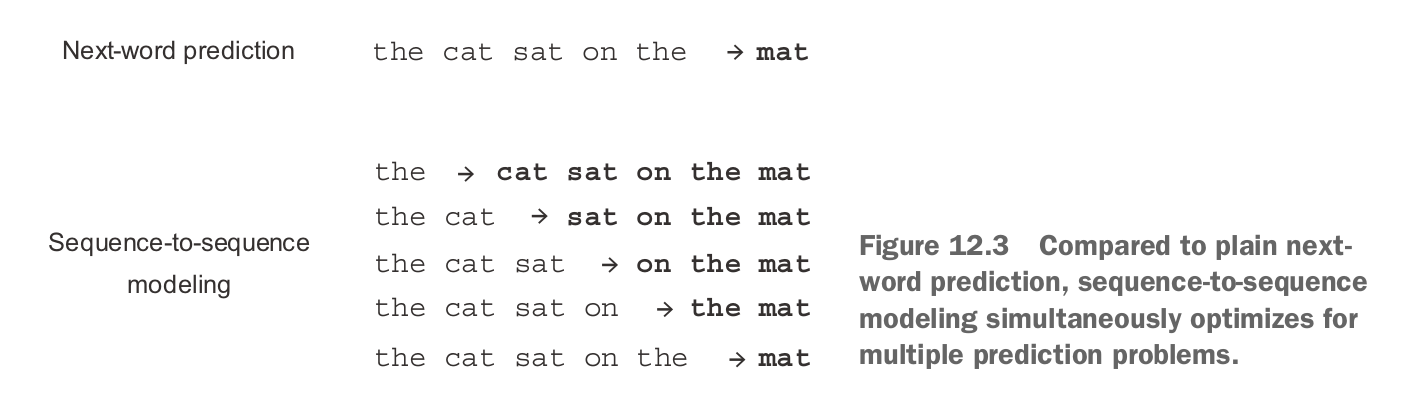 Next-word prediction the cat sat on the → mat
the → cat sat on the mat
the cat → sat on the mat
Sequence-to-sequence
modeling
the cat sat → on the mat
the cat sat on → the mat
the cat sat on the → mat
Figure 12.3 Compared to plain next-
word prediction, sequence-to-sequence
modeling simultaneously optimizes for
multiple prediction problems.